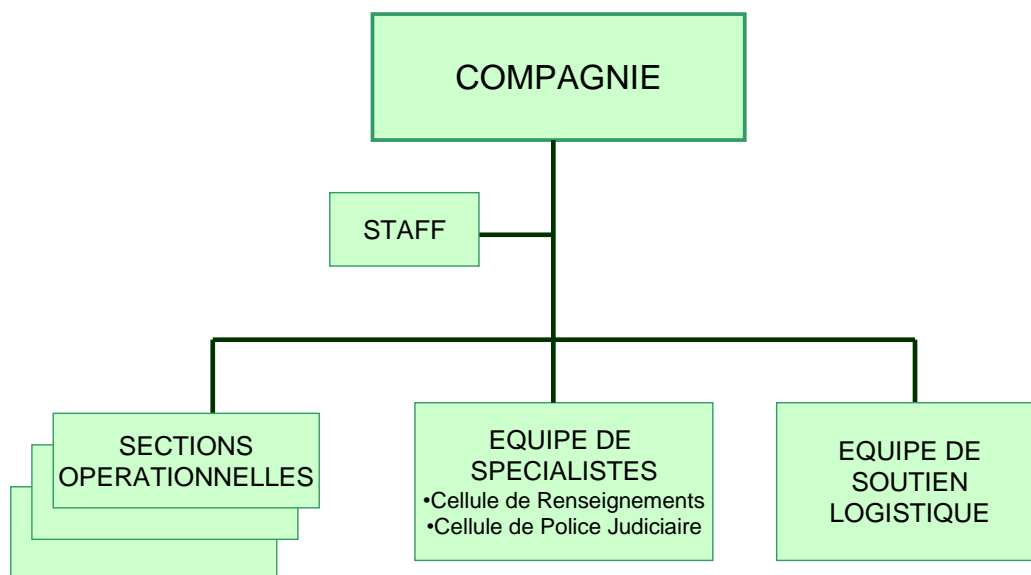 COMPAGNIE
STAFF
SECTIONS
OPERATIONNELLES
EQUIPE DE
SPECIALISTES
•Cellule de Renseignements
•Cellule de Police Judiciaire
EQUIPE DE
SOUTIEN
LOGISTIQUE